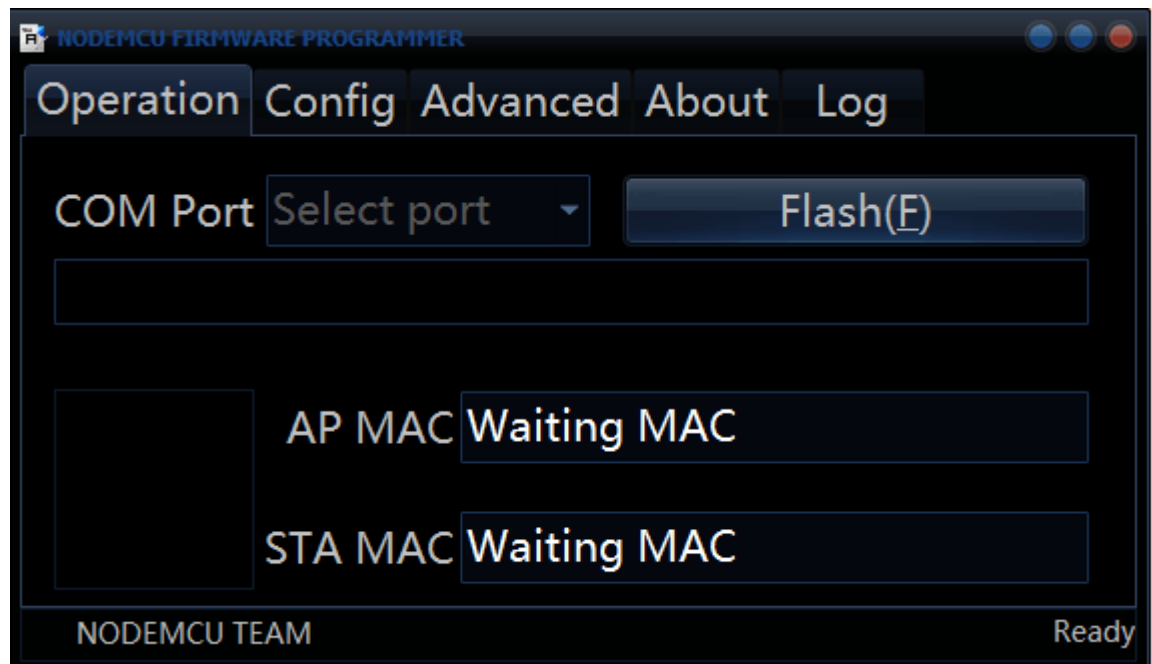 NODEMCU FIRMWARE PROGRAMMER
Operation Config Advanced About Log
COM Port Select port Flash(F)
AP MAC Waiting MAC
STA MAC Waiting MAC
NODEMCU TEAM Ready